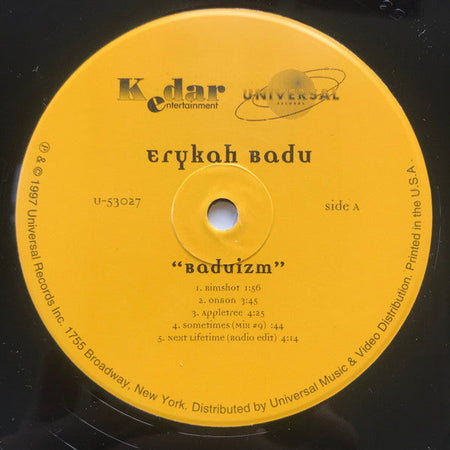 Kedar
entertainment
UNIVERSAL
RECORDS
Erykah Badu
U-53027
side A
“Baduizm”
1. Rimshot 1:56
2. OnBon 3:45
3. Appletree 4:25
4. Sometimes (Mix #9) :44
5. Next Lifetime (Radio Edit) 4:14
℗ & © 1997 Universal Records Inc. 1755 Broadway, New York. Distributed by Universal Music & Video Distribution. Printed in the U.S.A.